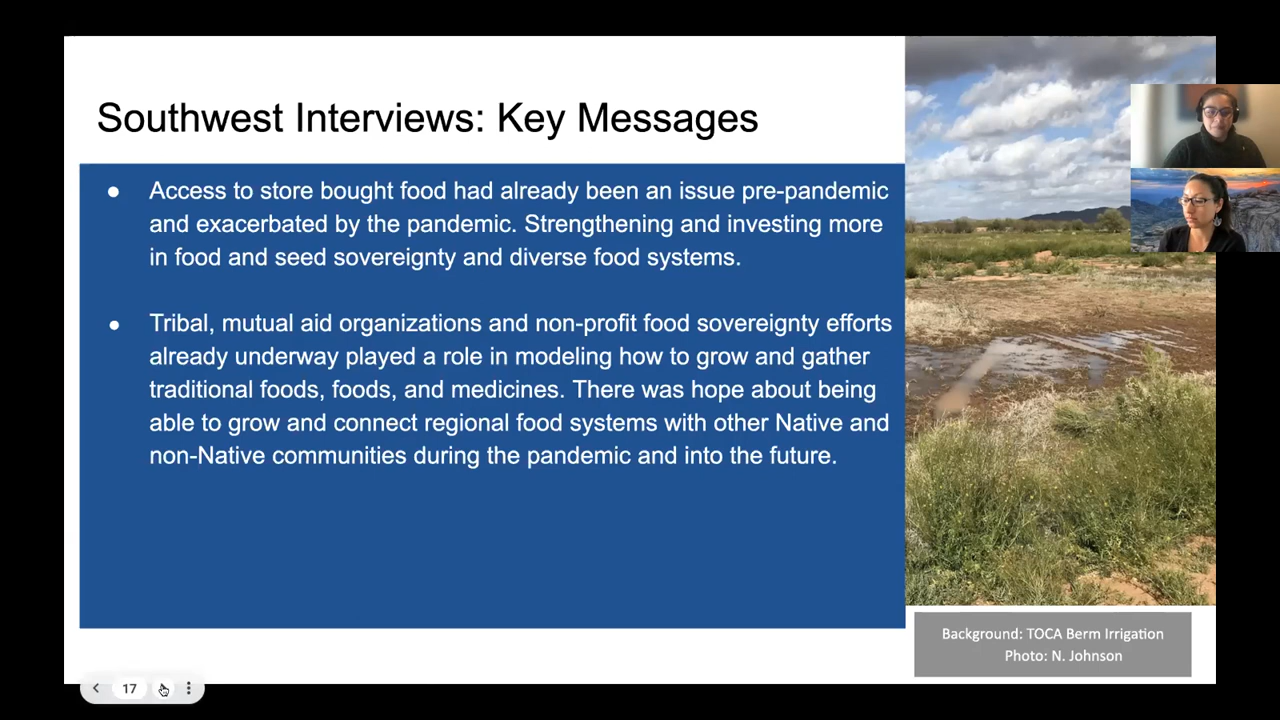 Southwest Interviews: Key Messages
● Access to store bought food had already been an issue pre-pandemic
and exacerbated by the pandemic. Strengthening and investing more
in food and seed sovereignty and diverse food systems.
● Tribal, mutual aid organizations and non-profit food sovereignty efforts
already underway played a role in modeling how to grow and gather
traditional foods, foods, and medicines. There was hope about being
able to grow and connect regional food systems with other Native and
non-Native communities during the pandemic and into the future.
Background: TOCA Berm Irrigation
Photo: N. Johnson
17